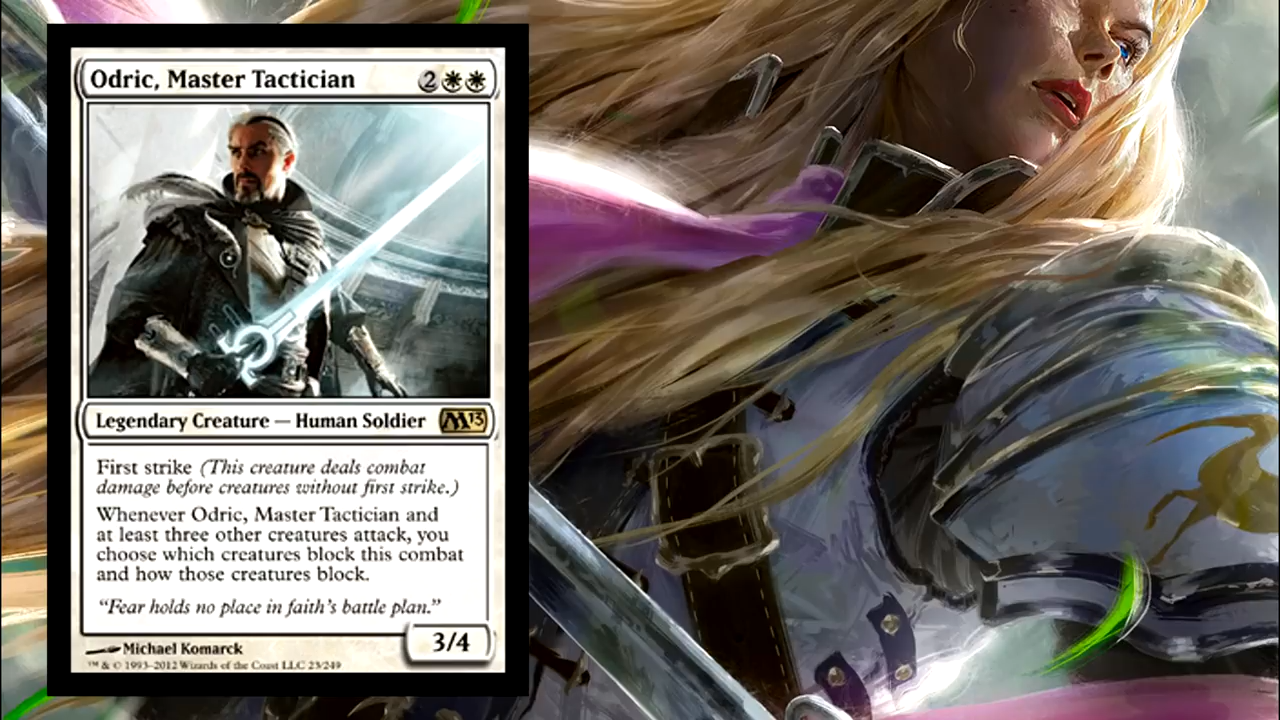 Odric, Master Tactician 2
Legendary Creature — Human Soldier M13
First strike (This creature deals combat
damage before creatures without first strike.)
Whenever Odric, Master Tactician and
at least three other creatures attack, you
choose which creatures block this combat
and how those creatures block.
“Fear holds no place in faith’s battle plan.”
3/4
Michael Komarck
™ & © 1993–2012 Wizards of the Coast LLC 23/249